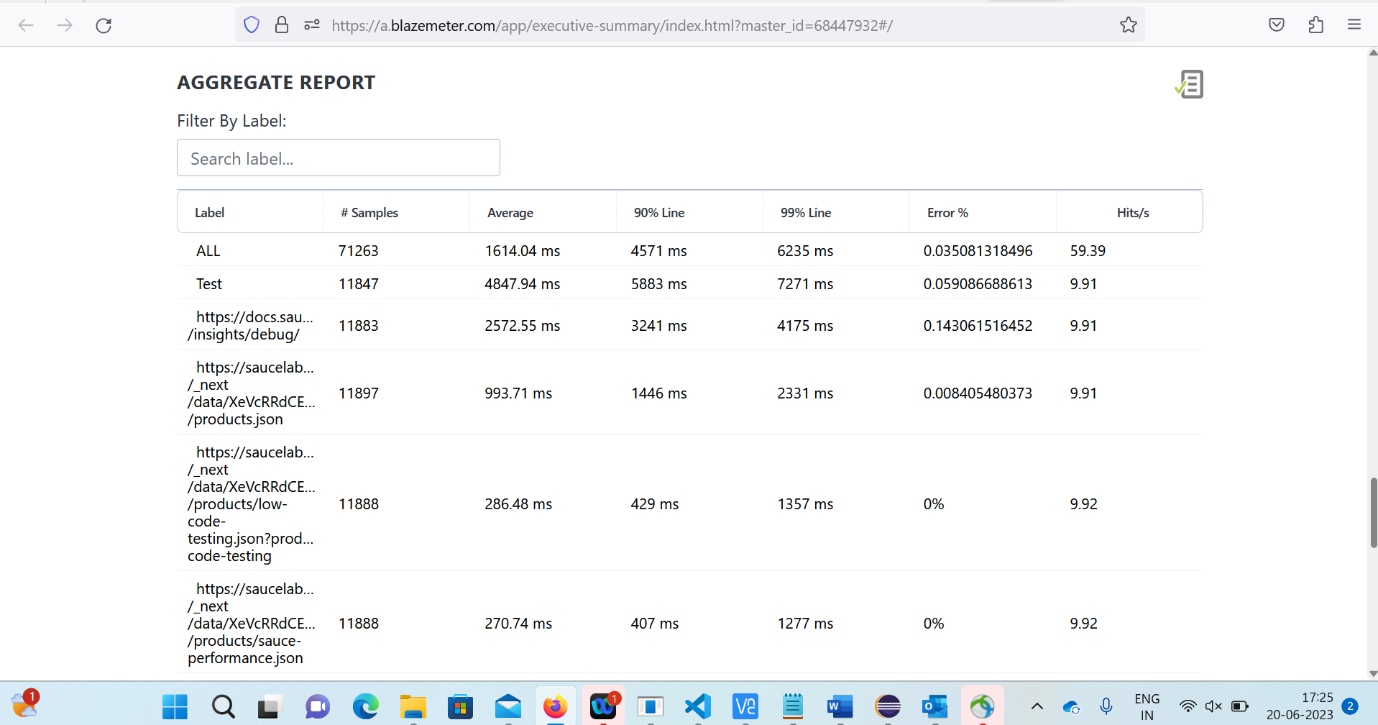 https://a.blazemeter.com/app/executive-summary/index.html?master_id=68447932#/
AGGREGATE REPORT
Filter By Label:
Search label...
Label # Samples Average 90% Line 99% Line Error % Hits/s
ALL 71263 1614.04 ms 4571 ms 6235 ms 0.035081318496 59.39
Test 11847 4847.94 ms 5883 ms 7271 ms 0.059086688613 9.91
https://docs.sau...
/insights/debug/
11883 2572.55 ms 3241 ms 4175 ms 0.143061516452 9.91
https://saucelab...
/_next
/data/XeVcRRdCE...
/products.json
11897 993.71 ms 1446 ms 2331 ms 0.008405480373 9.91
https://saucelab...
/_next
/data/XeVcRRdCE...
/products/low-
code-
testing.json?prod...
code-testing
11888 286.48 ms 429 ms 1357 ms 0% 9.92
https://saucelab...
/_next
/data/XeVcRRdCE...
/products/sauce-
performance.json
11888 270.74 ms 407 ms 1277 ms 0% 9.92
1
1
ENG
IN
17:25
20-06-2023
2